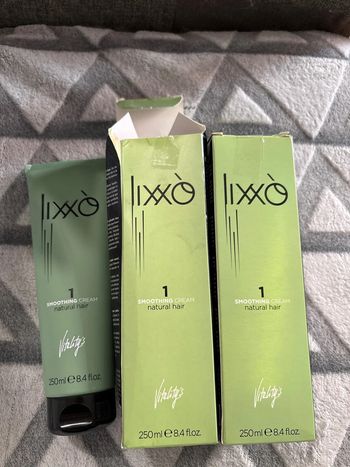 lixxò
1
SMOOTHING CREAM
natural hair
Vitality's
250ml e 8.4 fl.oz.
lixxò
1
SMOOTHING CREAM
natural hair
Vitality's
250ml e 8.4 fl.oz.
lixxò
1
SMOOTHING CREAM
natural hair
Vitality's
250ml e 8.4 fl.oz.